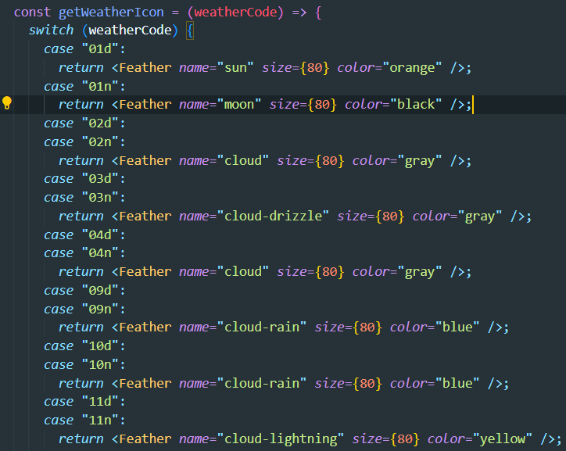 const getWeatherIcon = (weatherCode) => {
switch (weatherCode) {
case "01d":
return <Feather name="sun" size={80} color="orange" />;
case "01n":
return <Feather name="moon" size={80} color="black" />;
case "02d":
case "02n":
return <Feather name="cloud" size={80} color="gray" />;
case "03d":
case "03n":
return <Feather name="cloud-drizzle" size={80} color="gray" />;
case "04d":
case "04n":
return <Feather name="cloud" size={80} color="gray" />;
case "09d":
case "09n":
return <Feather name="cloud-rain" size={80} color="blue" />;
case "10d":
case "10n":
return <Feather name="cloud-rain" size={80} color="blue" />;
case "11d":
case "11n":
return <Feather name="cloud-lightning" size={80} color="yellow" />;